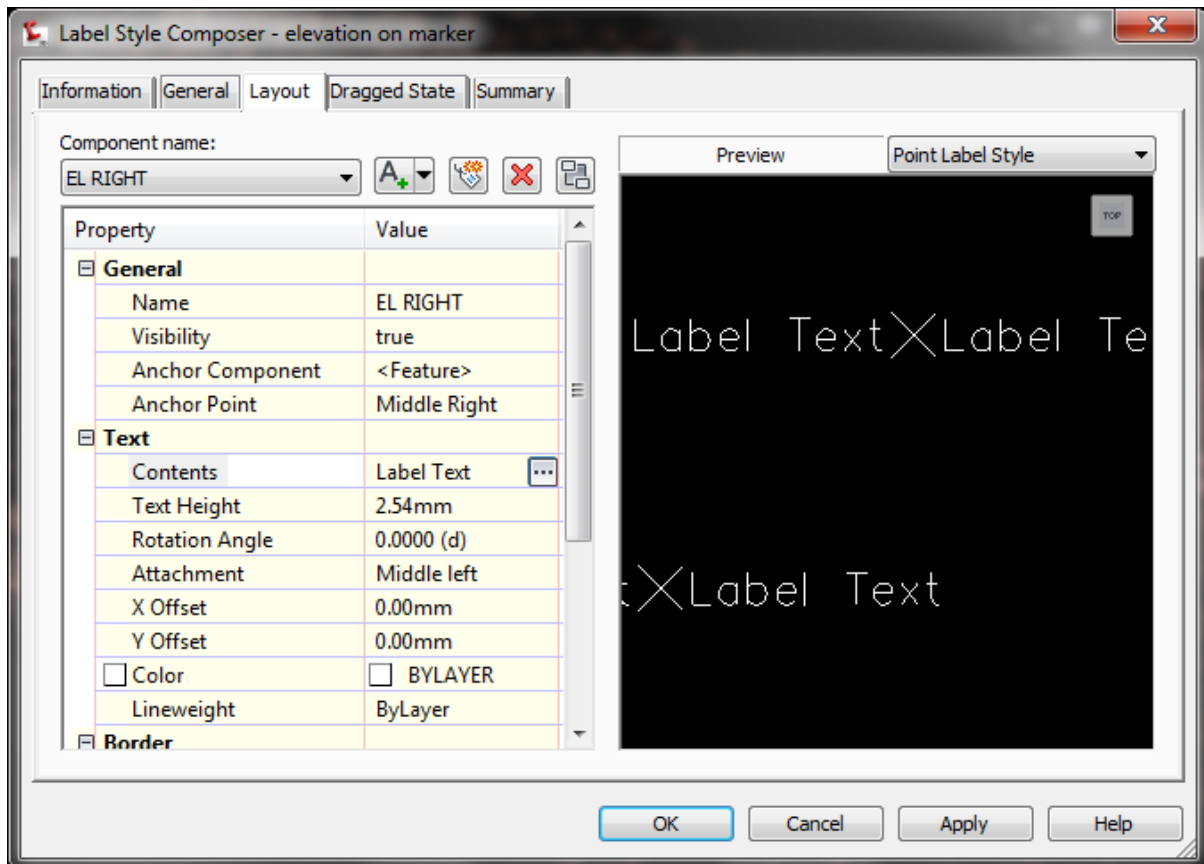 Label Style Composer - elevation on marker
Information General Layout Dragged State Summary
Component name:
EL RIGHT
Preview Point Label Style
Property Value
General
Name EL RIGHT
Visibility true
Anchor Component <Feature>
Anchor Point Middle Right
Text
Contents Label Text ...
Text Height 2.54mm
Rotation Angle 0.0000 (d)
Attachment Middle left
X Offset 0.00mm
Y Offset 0.00mm
Color BYLAYER
Lineweight ByLayer
Border
TOP
Label Text Label Te
t Label Text
OK Cancel Apply Help